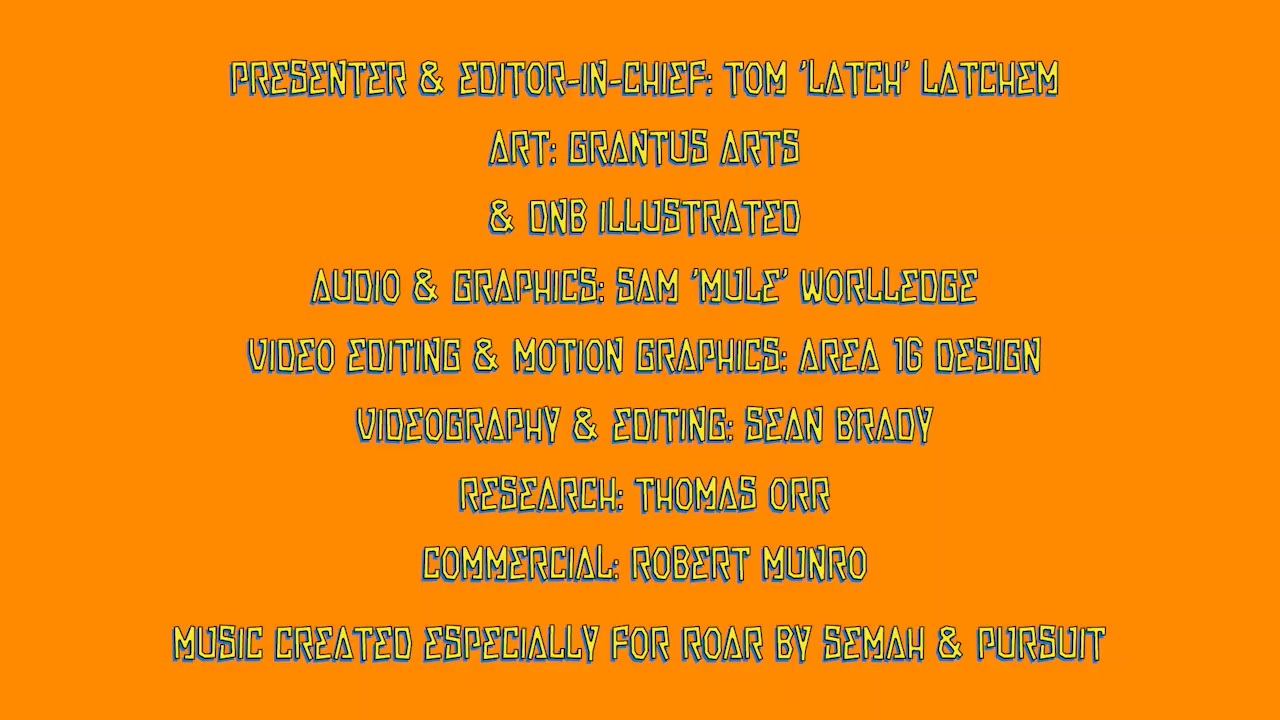 PRESENTER & EDITOR-IN-CHIEF: TOM 'LATCH' LATCHEM
ART: GRANTUS ARTS
& DNB ILLUSTRATED
AUDIO & GRAPHICS: SAM 'MULE' WORLLEDGE
VIDEO EDITING & MOTION GRAPHICS: AREA 16 DESIGN
VIDEOGRAPHY & EDITING: SEAN BRADY
RESEARCH: THOMAS ORR
COMMERCIAL: ROBERT MUNRO
MUSIC CREATED ESPECIALLY FOR ROAR BY SEMAH & PURSUIT